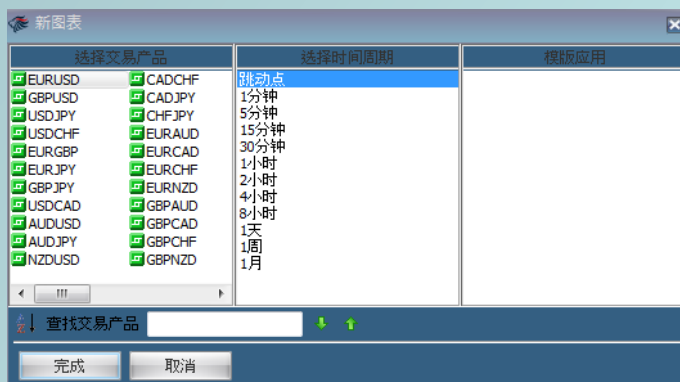 新图表
选择交易产品
选择时间周期
模版应用
EURUSD
GBPUSD
USDJPY
USDCHF
EURGBP
EURJPY
GBPJPY
USDCAD
AUDUSD
AUDJPY
NZDUSD
CADCHF
CADJPY
CHFJPY
EURAUD
EURCAD
EURCHF
EURNZD
GBPAUD
GBPCAD
GBPCHF
GBPNZD
跳动点
1分钟
5分钟
15分钟
30分钟
1小时
2小时
4小时
8小时
1天
1周
1月
查找交易产品
完成
取消